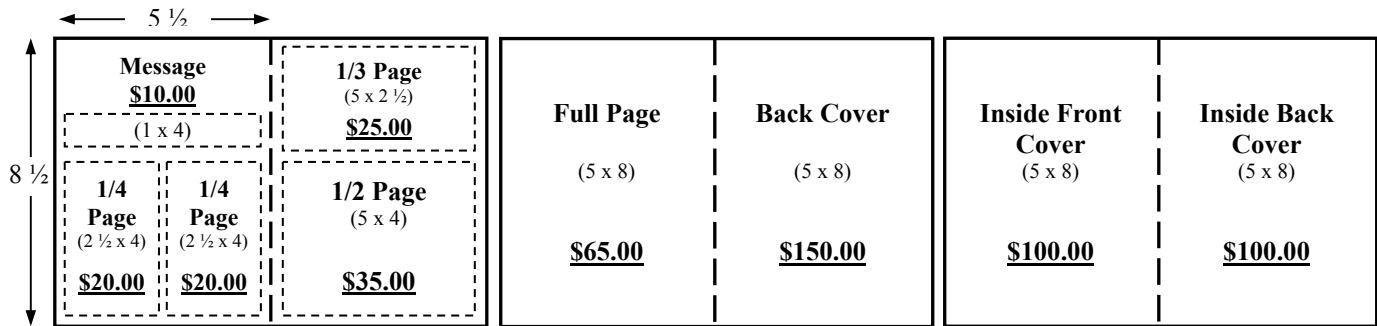 5 ½
8 ½
Message
$10.00
(1 x 4)
1/4
Page
(2 ½ x 4)
$20.00
1/4
Page
(2 ½ x 4)
$20.00
1/3 Page
(5 x 2 ½)
$25.00
1/2 Page
(5 x 4)
$35.00
Full Page
(5 x 8)
$65.00
Back Cover
(5 x 8)
$150.00
Inside Front
Cover
(5 x 8)
$100.00
Inside Back
Cover
(5 x 8)
$100.00